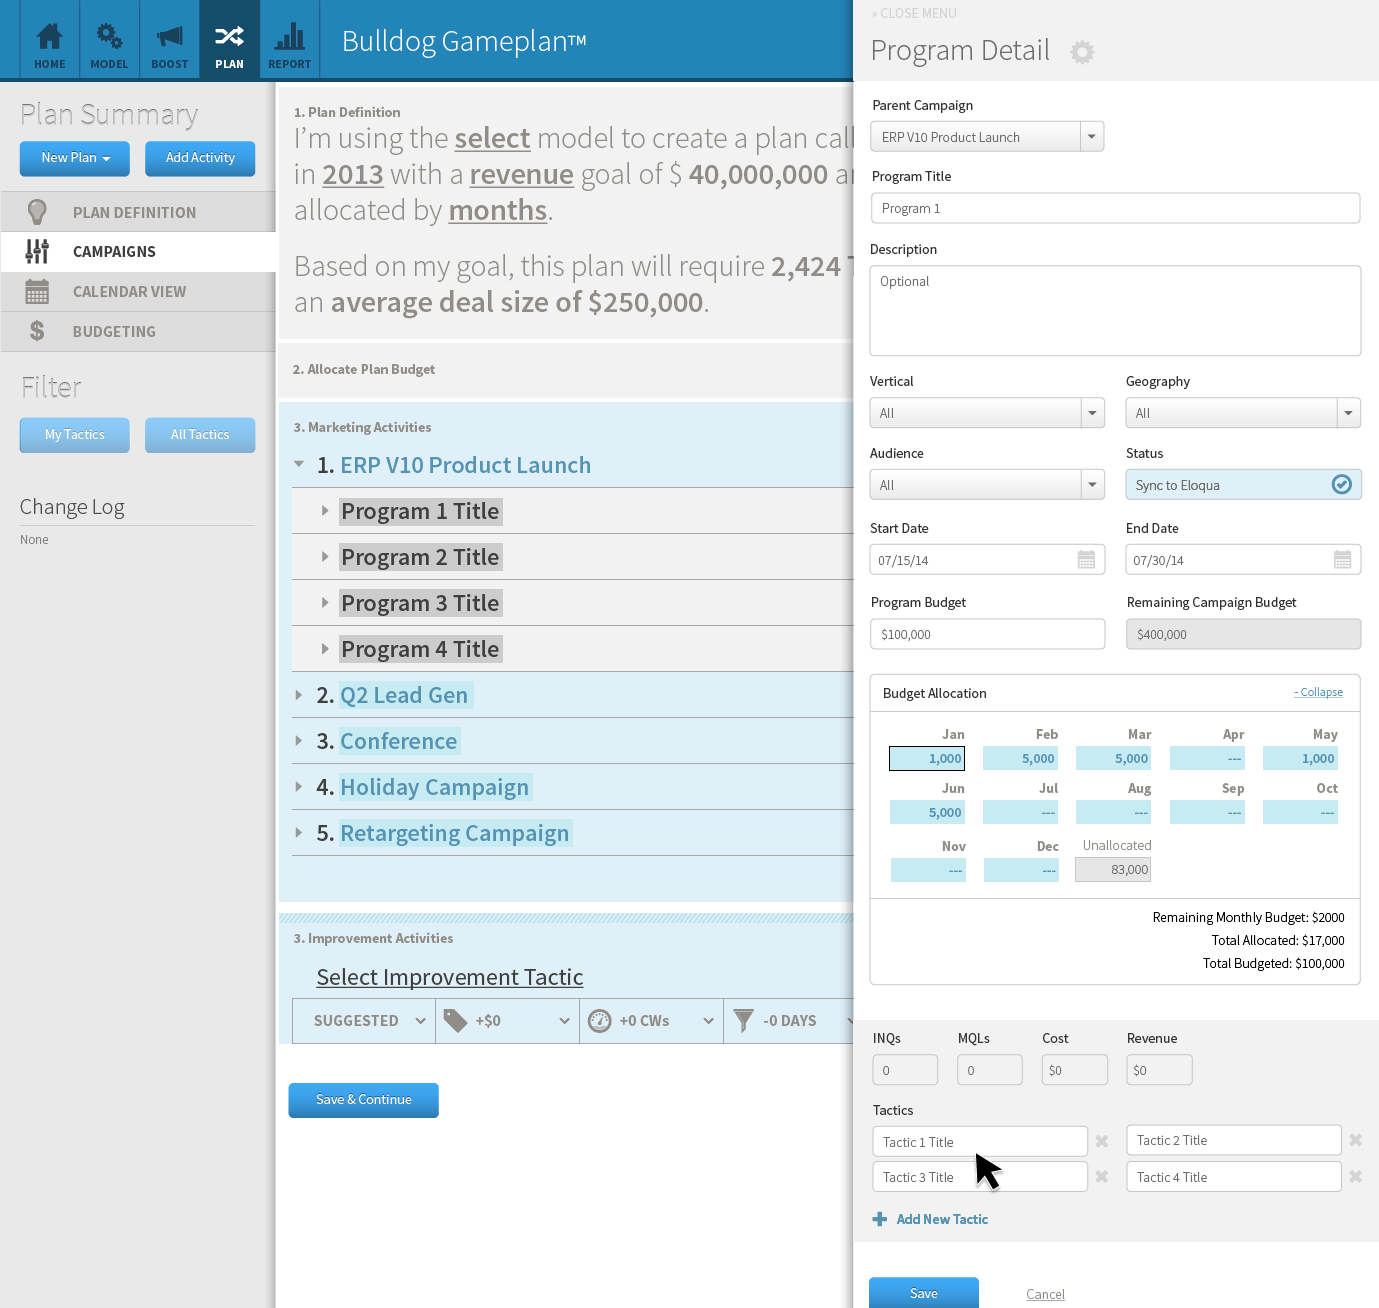 HOME
MODEL
BOOST
PLAN
REPORT
Bulldog Gameplan™
Plan Summary
New Plan
Add Activity
PLAN DEFINITION
CAMPAIGNS
CALENDAR VIEW
BUDGETING
Filter
My Tactics
All Tactics
Change Log
None
1. Plan Definition
I'm using the select model to create a plan call
in 2013 with a revenue goal of $ 40,000,000
allocated by months.
Based on my goal, this plan will require 2,424
an average deal size of $250,000.
2. Allocate Plan Budget
3. Marketing Activities
1. ERP V10 Product Launch
Program 1 Title
Program 2 Title
Program 3 Title
Program 4 Title
2. Q2 Lead Gen
3. Conference
4. Holiday Campaign
5. Retargeting Campaign
3. Improvement Activities
Select Improvement Tactic
SUGGESTED
+$0
+0 CWs
-0 DAYS
Save & Continue
» CLOSE MENU
Program Detail
Parent Campaign
ERP V10 Product Launch
Program Title
Program 1
Description
Optional
Vertical
Geography
All
All
Audience
Status
All
Sync to Eloqua
Start Date
End Date
07/15/14
07/30/14
Program Budget
Remaining Campaign Budget
$100,000
$400,000
Budget Allocation
- Collapse
Jan Feb Mar Apr May
1,000 5,000 5,000 --- 1,000
Jun Jul Aug Sep Oct
5,000 --- --- --- ---
Nov Dec Unallocated
--- --- 83,000
Remaining Monthly Budget: $2000
Total Allocated: $17,000
Total Budgeted: $100,000
INQs MQLs Cost Revenue
0 0 $0 $0
Tactics
Tactic 1 Title
Tactic 2 Title
Tactic 3 Title
Tactic 4 Title
Add New Tactic
Save
Cancel